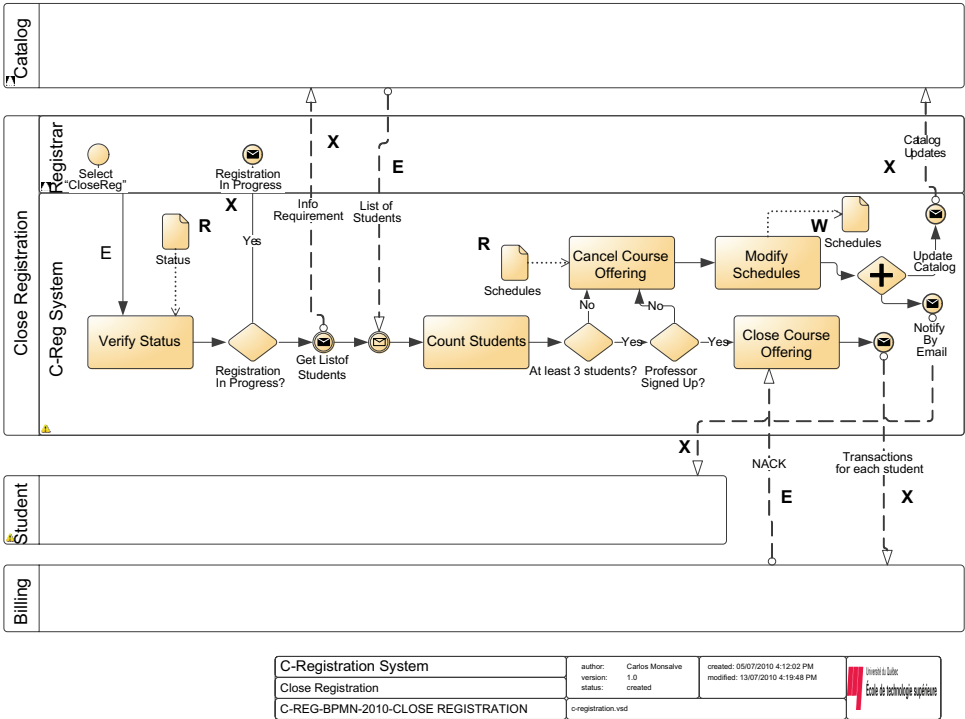 Catalog
Close Registration
Registrar
C-Reg System
Select
"CloseReg"
Registration
In Progress
X
E
R
Status
Yes
X
Info
Requirement
E
List of
Students
Verify Status
Registration
In Progress?
Get Listof
Students
Count Students
R
Schedules
Cancel Course
Offering
Modify
Schedules
W
Schedules
Catalog
Updates
X
Update
Catalog
Notify
By
Email
No
No
At least 3 students?
Yes
Professor
Signed Up?
Yes
Close Course
Offering
X
NACK
E
Transactions
for each student
X
Student
Billing
C-Registration System
Close Registration
C-REG-BPMN-2010-CLOSE REGISTRATION
author: Carlos Monsalve
version: 1.0
status: created
created: 05/07/2010 4:12:02 PM
modified: 13/07/2010 4:19:48 PM
c-registration.vsd
Université du Québec
École de technologie supérieure